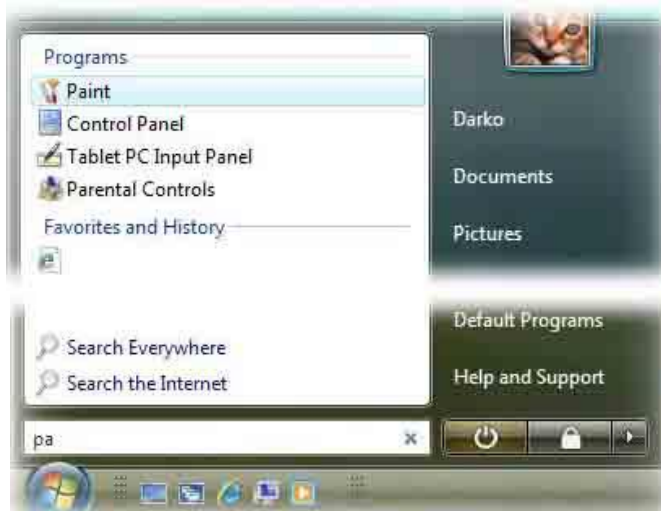 Programs
Paint
Control Panel
Tablet PC Input Panel
Parental Controls
Favorites and History
Search Everywhere
Search the Internet
pa
Darko
Documents
Pictures
Default Programs
Help and Support